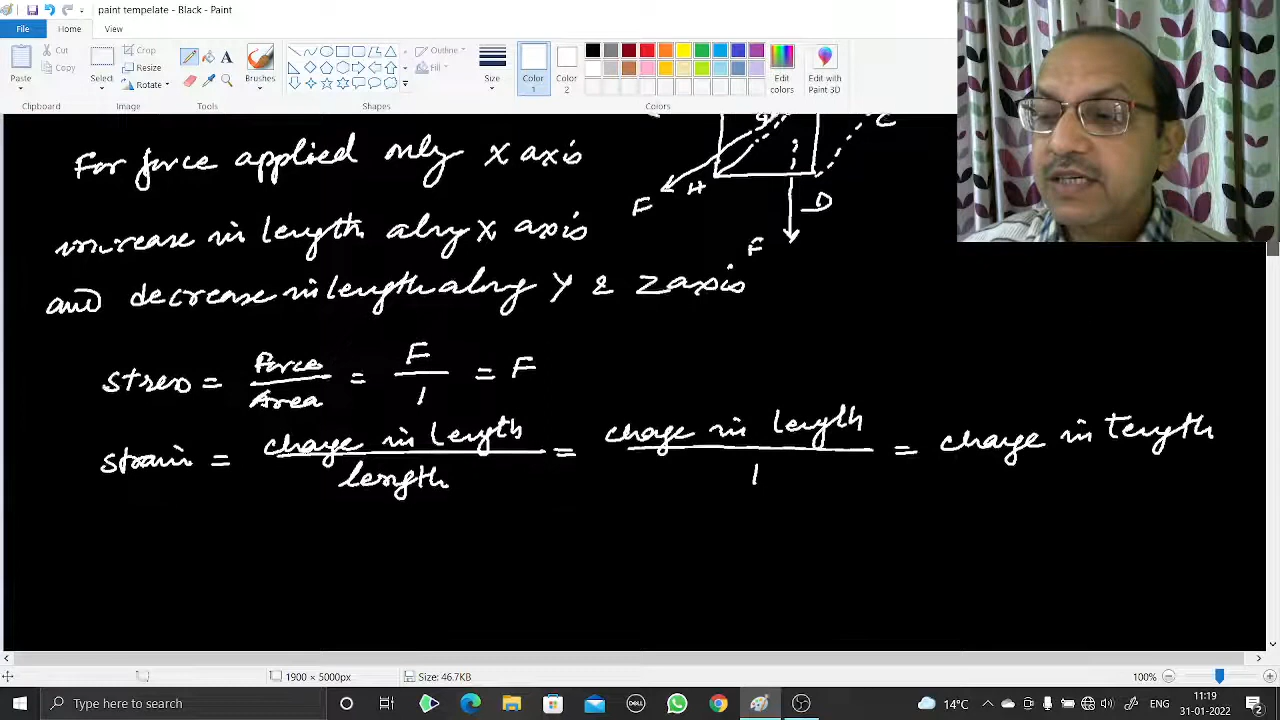 paint tempelate - Black - Paint
File Home View
Cut Copy Paste Clipboard
Crop Resize Rotate Image
Tools
Brushes
Outline Fill Shapes
Size
Color 1 Color 2 Edit colors Edit with Paint 3D Colors
G C
For force applied only X axis
F H D
increase in length along X axis
F
and decrease in length along Y & Z axis
stress = Force / Area = F / 1 = F
strain = change in length / length = change in length / 1 = change in length
1900 × 5000px Size: 46.7KB 100%
Type here to search 14°C ENG 11:19 31-01-2022 2